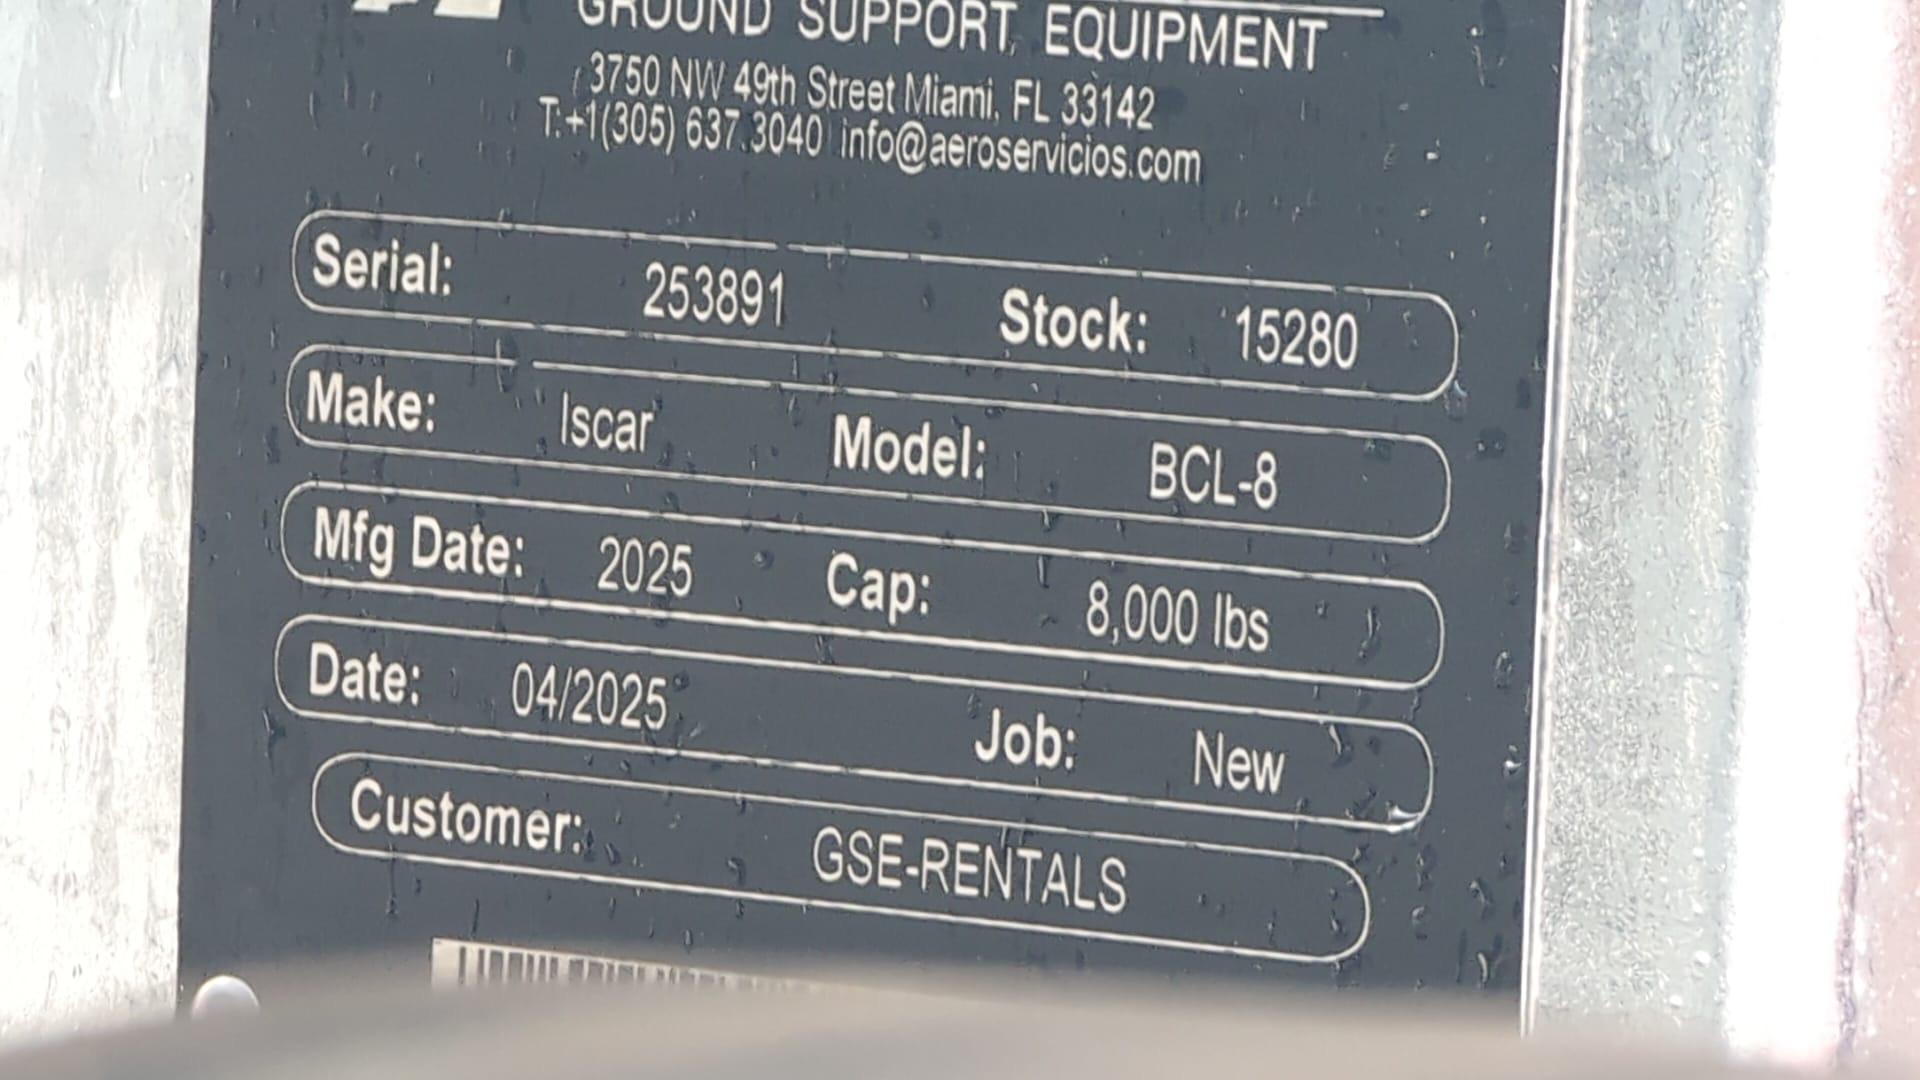 GROUND SUPPORT EQUIPMENT
3750 NW 49th Street Miami, FL 33142
T:+1(305) 637.3040 info@aeroservicios.com
Serial: 253891 Stock: 15280
Make: Iscar Model: BCL-8
Mfg Date: 2025 Cap: 8,000 lbs
Date: 04/2025 Job: New
Customer: GSE-RENTALS